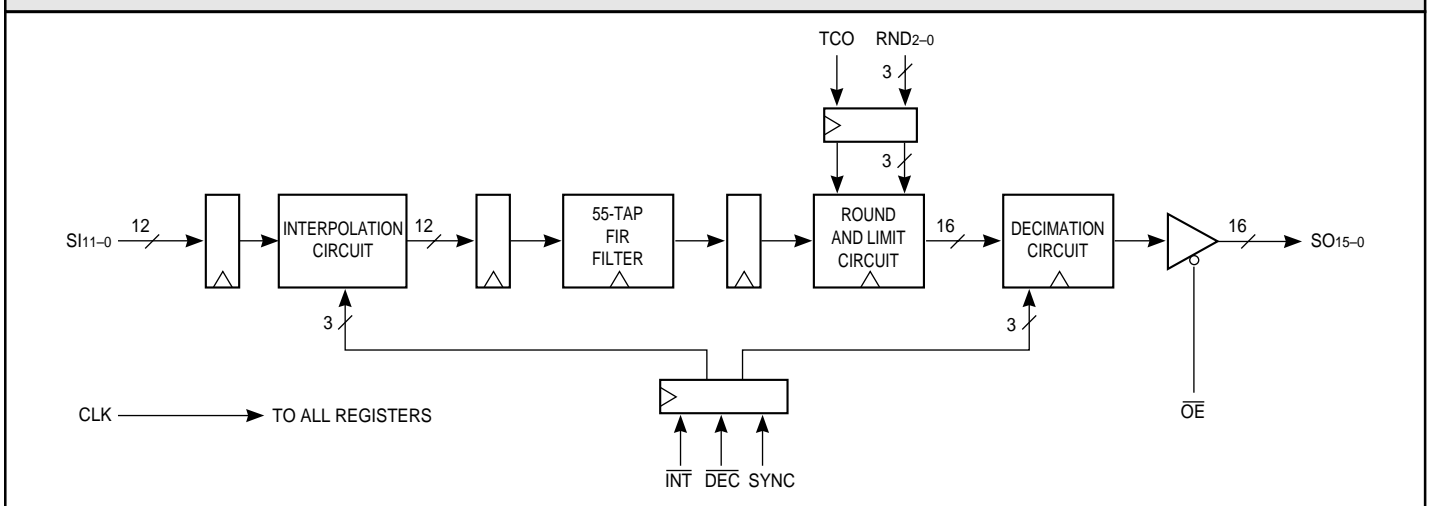 TCO RND2–0
3
3
SI11–0
12
INTERPOLATION
CIRCUIT
12
55-TAP
FIR
FILTER
ROUND
AND LIMIT
CIRCUIT
16
DECIMATION
CIRCUIT
16
SO15–0
3
3
CLK
TO ALL REGISTERS
OE
INT DEC SYNC